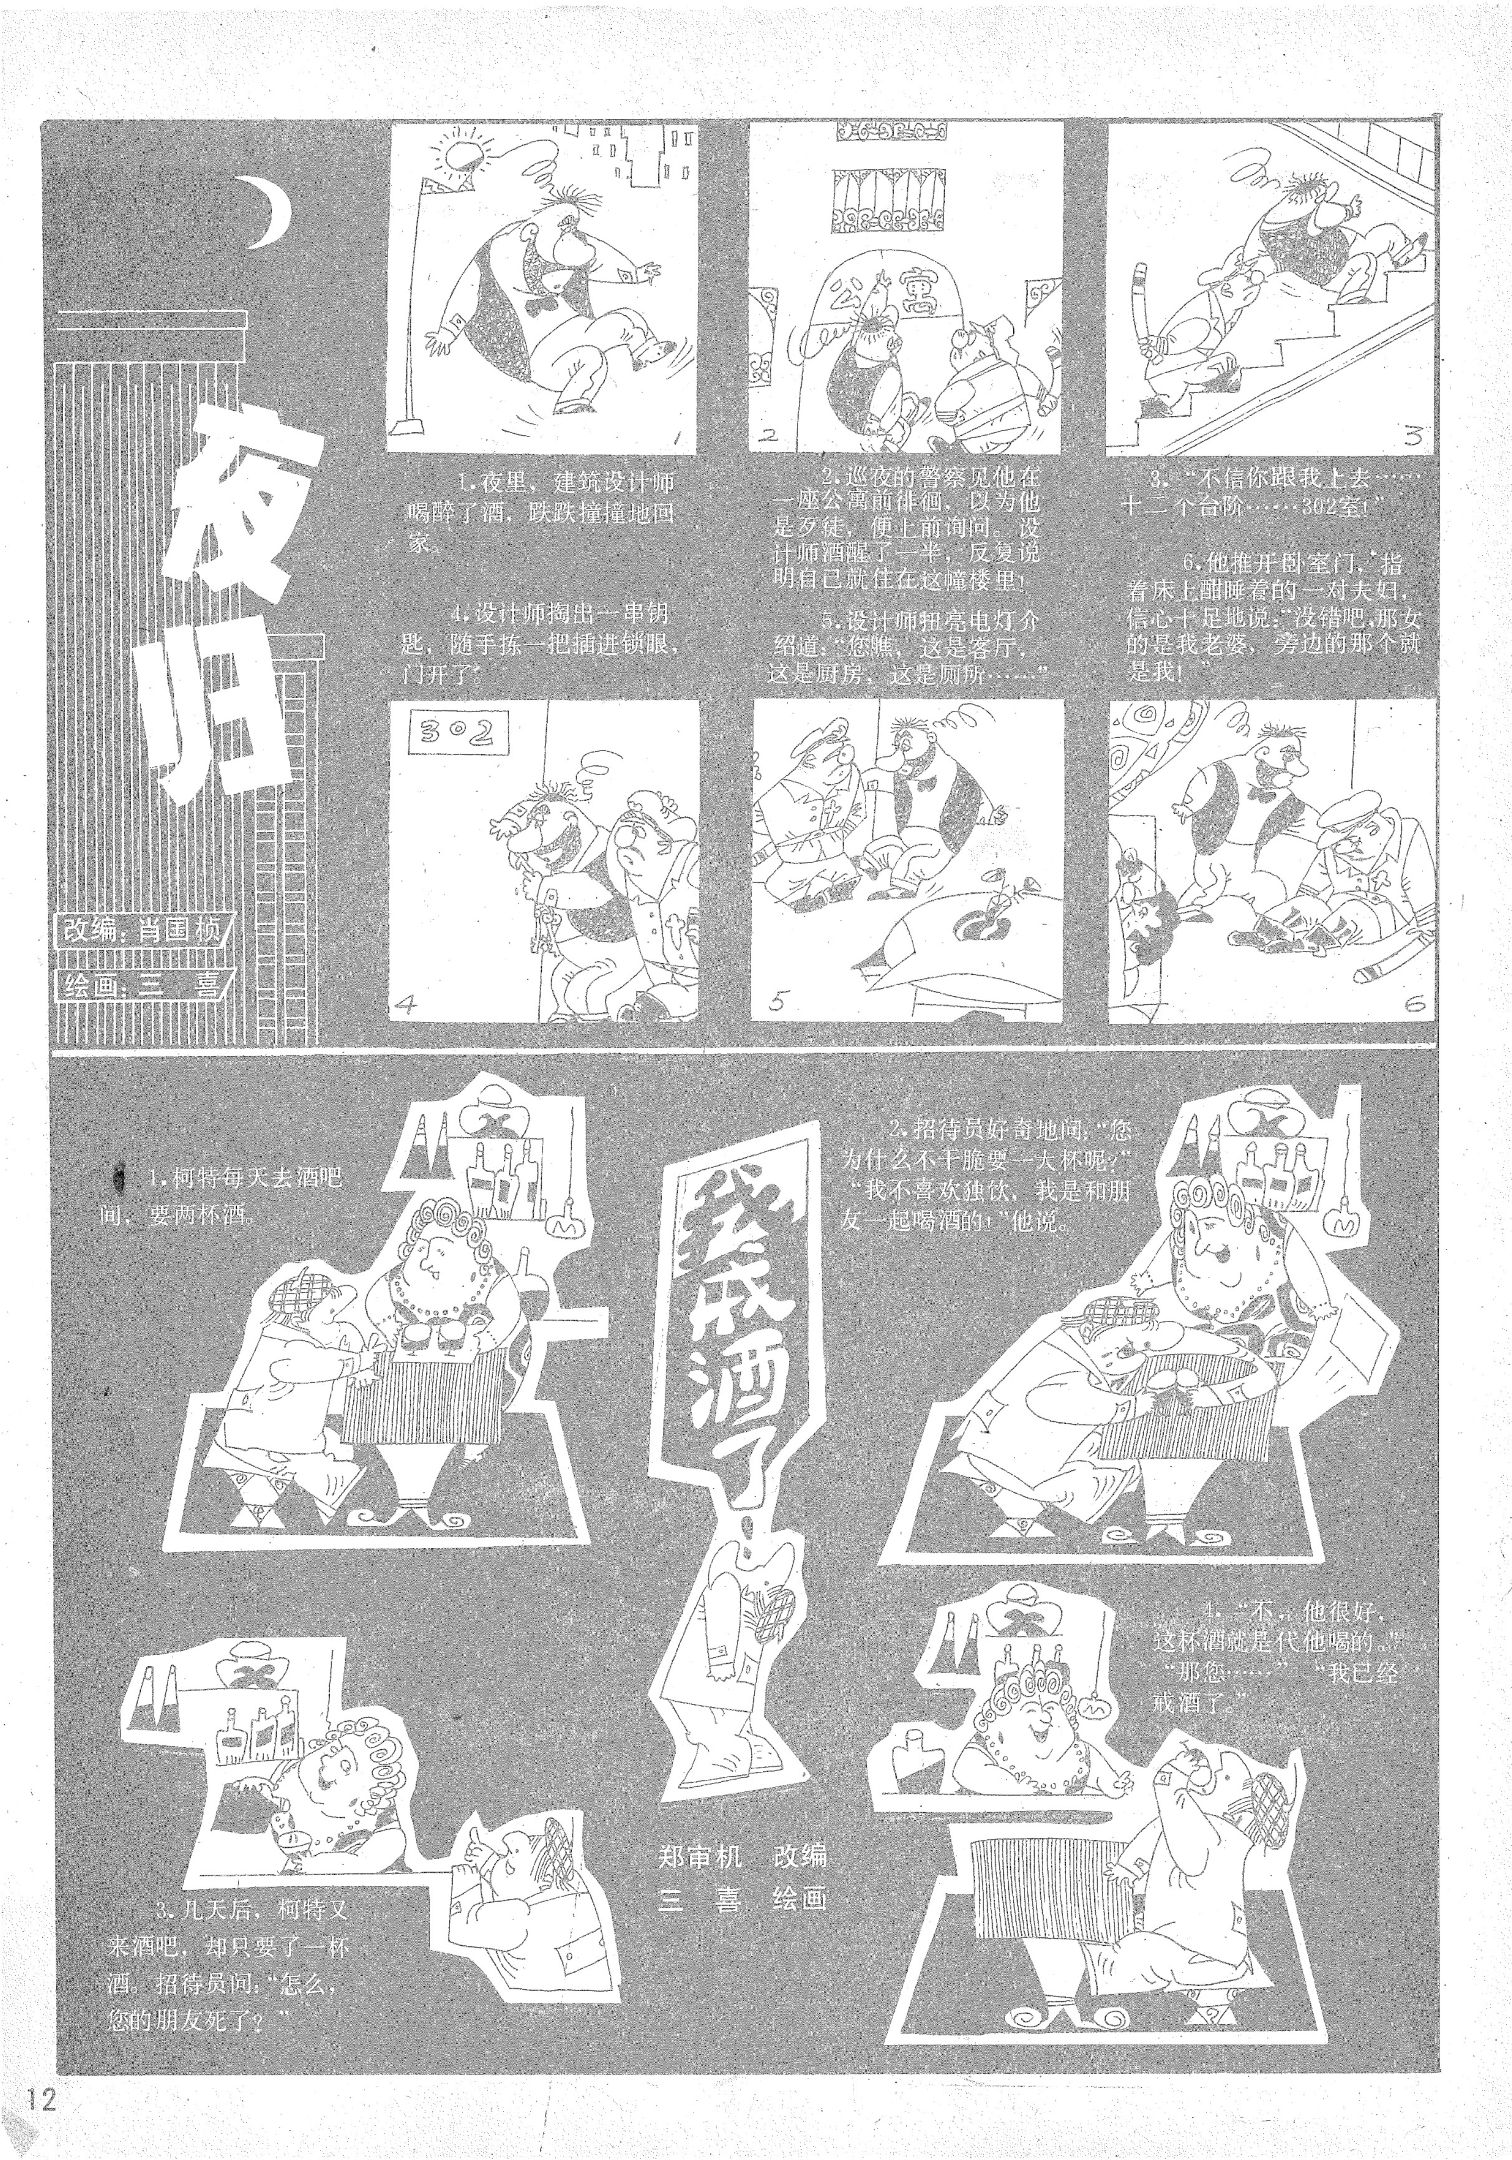 夜归
改编：肖国桢
绘画：三 喜
公寓
1
2
3
1.夜里，建筑设计师
喝醉了酒，跌跌撞撞地回
家。
2.巡夜的警察见他在
一座公寓前徘徊，以为他
是歹徒，便上前询问。设
计师酒醒了一半，反复说
明自己就住在这幢楼里！
3.“不信你跟我上去……
十二个台阶……302室！”
4.设计师掏出一串钥
匙，随手拣一把插进锁眼，
门开了。
5.设计师扭亮电灯介
绍道：“您瞧，这是客厅，
这是厨房，这是厕所……”
6.他推开卧室门，指
着床上酣睡着的一对夫妇，
信心十足地说：“没错吧，那女
的是我老婆，旁边的那个就
是我！”
302
4
5
6
我戒酒了！
1.柯特每天去酒吧
间，要两杯酒。
2.招待员好奇地问：“您
为什么不干脆要一大杯呢？”
“我不喜欢独饮，我是和朋
友一起喝酒的！”他说。
3.几天后，柯特又
来酒吧，却只要了一杯
酒。招待员问：“怎么，
您的朋友死了？”
4.“不，他很好，
这杯酒就是代他喝的。”
“那您……”“我已经
戒酒了。”
郑审机 改编
三 喜 绘画
12